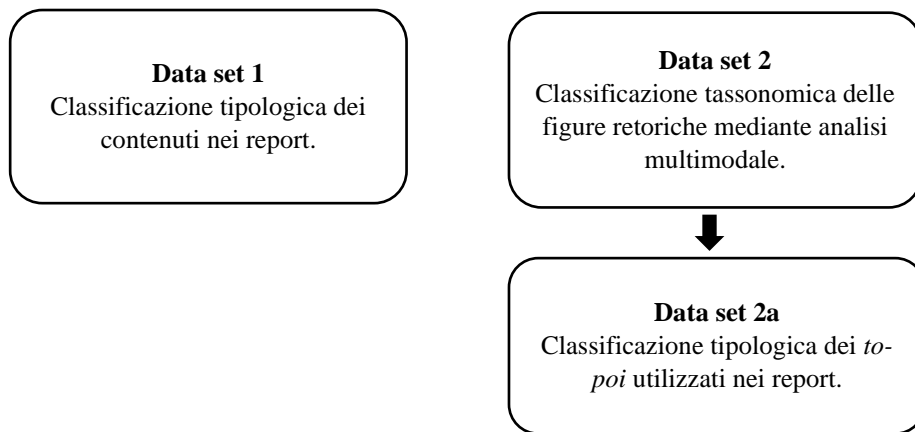 Data set 1
Classificazione tipologica dei
contenuti nei report.
Data set 2
Classificazione tassonomica delle
figure retoriche mediante analisi
multimodale.
Data set 2a
Classificazione tipologica dei to-
poi utilizzati nei report.